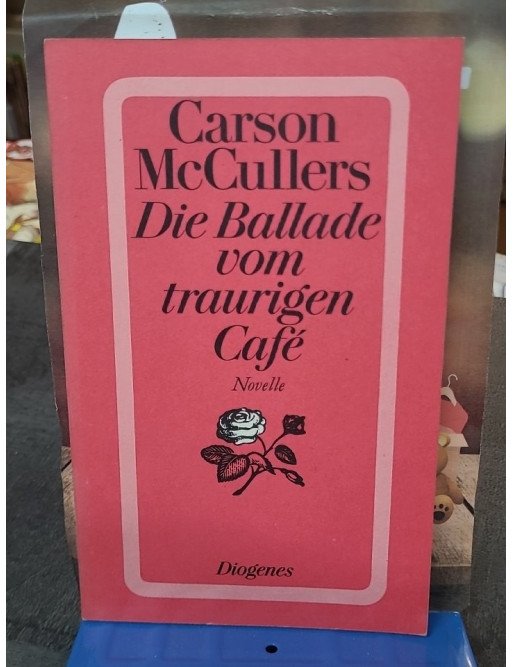 Carson
McCullers
Die Ballade
vom
traurigen
Café
Novelle
Diogenes